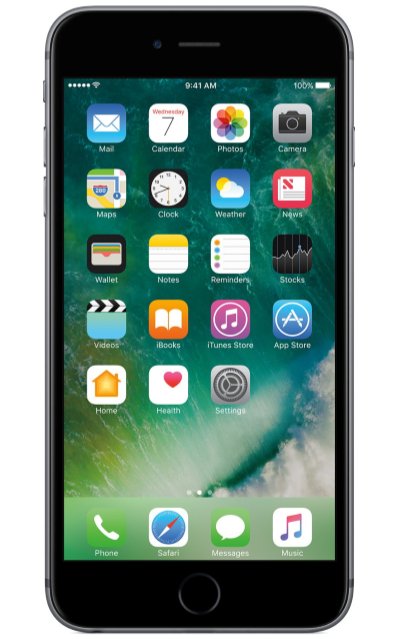 9:41 AM 100%
Wednesday
7
Mail Calendar Photos Camera
280
Maps Clock Weather News
Wallet Notes Reminders Stocks
Videos iBooks iTunes Store App Store
Home Health Settings
Phone Safari Messages Music